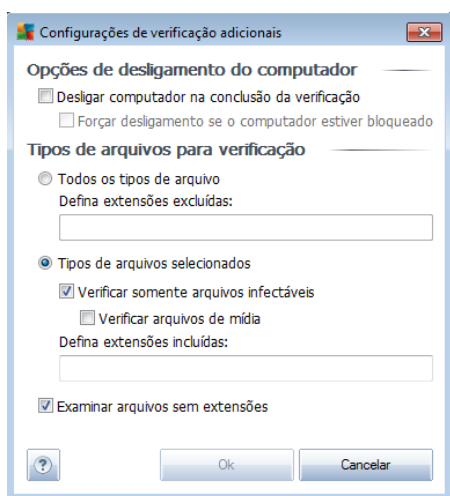 Configurações de verificação adicionais
Opções de desligamento do computador
Desligar computador na conclusão da verificação
Forçar desligamento se o computador estiver bloqueado
Tipos de arquivos para verificação
Todos os tipos de arquivo
Defina extensões excluídas:
Tipos de arquivos selecionados
Verificar somente arquivos infectáveis
Verificar arquivos de mídia
Defina extensões incluídas:
Examinar arquivos sem extensões
? Ok Cancelar